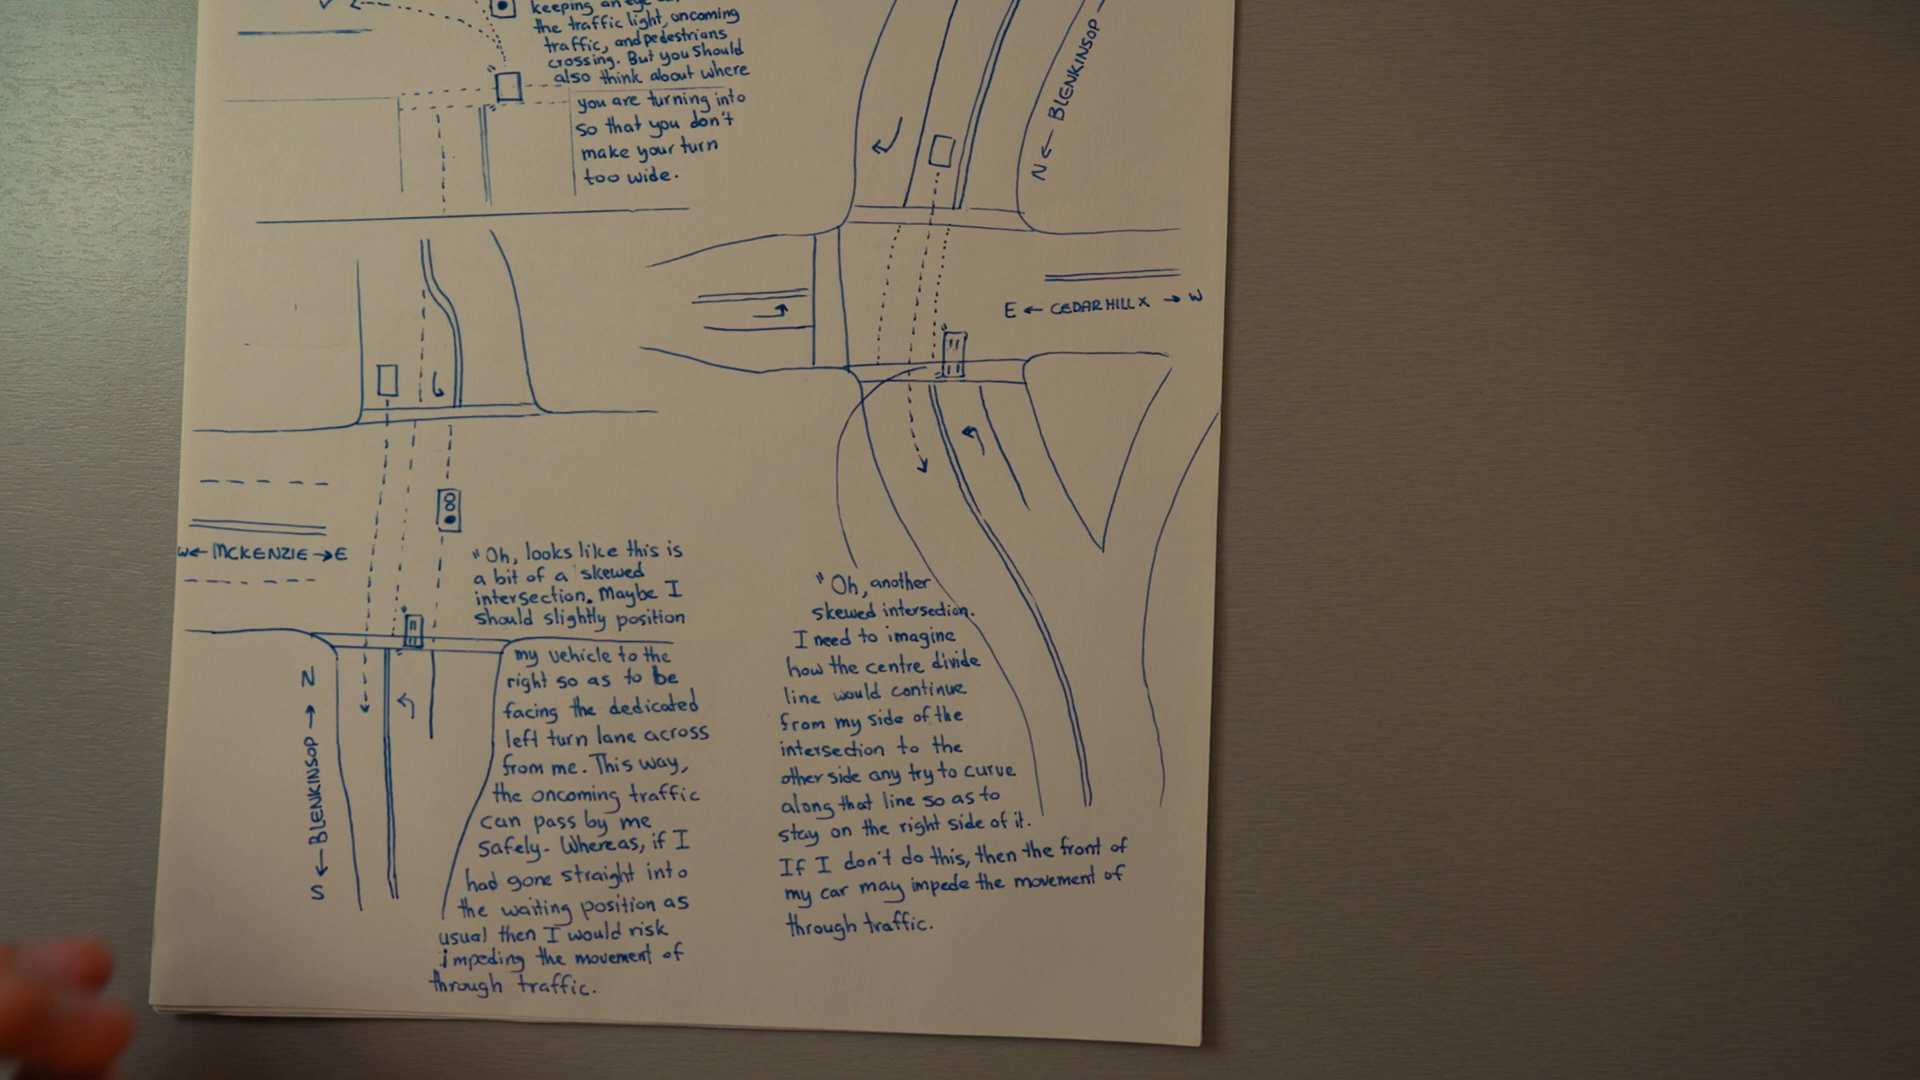 keeping an eye
the traffic light, oncoming
traffic, and pedestrians
crossing. But you should
also think about where
you are turning into
so that you don't
make your turn
too wide.
N ← BLENKINSOP →
E ← CEDAR HILL X → W
W ← MCKENZIE → E
S ← BLENKINSOP → N
"Oh, looks like this is
a bit of a skewed
intersection. Maybe I
should slightly position
my vehicle to the
right so as to be
facing the dedicated
left turn lane across
from me. This way,
the oncoming traffic
can pass by me
safely. Whereas, if I
had gone straight into
the waiting position as
usual then I would risk
impeding the movement of
through traffic.
"Oh, another
skewed intersection.
I need to imagine
how the centre divide
line would continue
from my side of the
intersection to the
other side any try to curve
along that line so as to
stay on the right side of it.
If I don't do this, then the front of
my car may impede the movement of
through traffic.